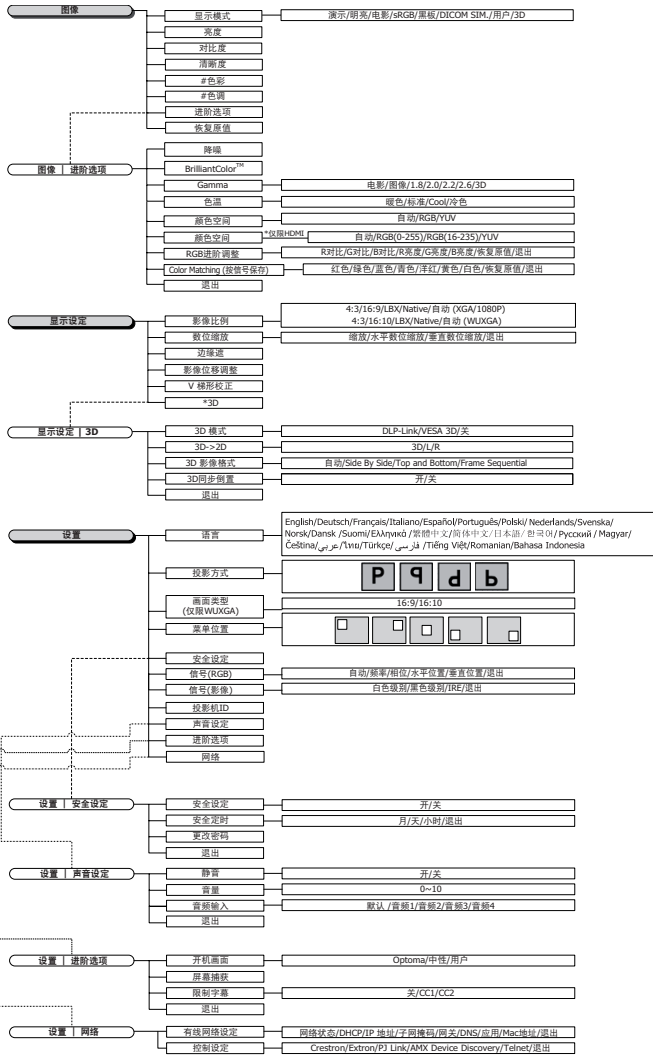 图像
显示模式
演示/明亮/电影/sRGB/黑板/DICOM SIM./用户/3D
亮度
对比度
清晰度
#色彩
#色调
进阶选项
恢复原值
图像 | 进阶选项
降噪
BrilliantColor™
Gamma
电影/图像/1.8/2.0/2.2/2.6/3D
色温
暖色/标准/Cool/冷色
颜色空间
自动/RGB/YUV
颜色空间
*仅限HDMI
自动/RGB(0-255)/RGB(16-235)/YUV
RGB进阶调整
R对比/G对比/B对比/R亮度/G亮度/B亮度/恢复原值/退出
Color Matching (按信号保存)
红色/绿色/蓝色/青色/洋红/黄色/白色/恢复原值/退出
退出
显示设定
影像比例
4:3/16:9/LBX/Native/自动 (XGA/1080P)
4:3/16:10/LBX/Native/自动 (WUXGA)
数位缩放
缩放/水平数位缩放/垂直数位缩放/退出
边缘遮
影像位移调整
V 梯形校正
*3D
显示设定 | 3D
3D 模式
DLP-Link/VESA 3D/关
3D->2D
3D/L/R
3D 影像格式
自动/Side By Side/Top and Bottom/Frame Sequential
3D同步倒置
开/关
退出
设置
语言
English/Deutsch/Français/Italiano/Español/Português/Polski/ Nederlands/Svenska/
Norsk/Dansk /Suomi/Ελληνικά /繁體中文/简体中文/日本語/ 한국어/Русский / Magyar/
Čeština/عربي/ไทย/Türkçe/ فارسی /Tiếng Việt/Romanian/Bahasa Indonesia
投影方式
画面类型
(仅限WUXGA)
16:9/16:10
菜单位置
安全设定
信号(RGB)
自动/频率/相位/水平位置/垂直位置/退出
信号(影像)
白色级别/黑色级别/IRE/退出
投影机ID
声音设定
进阶选项
网络
设置 | 安全设定
安全设定
开/关
安全定时
月/天/小时/退出
更改密码
退出
设置 | 声音设定
静音
开/关
音量
0~10
音频输入
默认 /音频1/音频2/音频3/音频4
退出
设置 | 进阶选项
开机画面
Optoma/中性/用户
屏幕捕获
限制字幕
关/CC1/CC2
退出
设置 | 网络
有线网络设定
网络状态/DHCP/IP 地址/子网掩码/网关/DNS/应用/Mac地址/退出
控制设定
Crestron/Extron/PJ Link/AMX Device Discovery/Telnet/退出